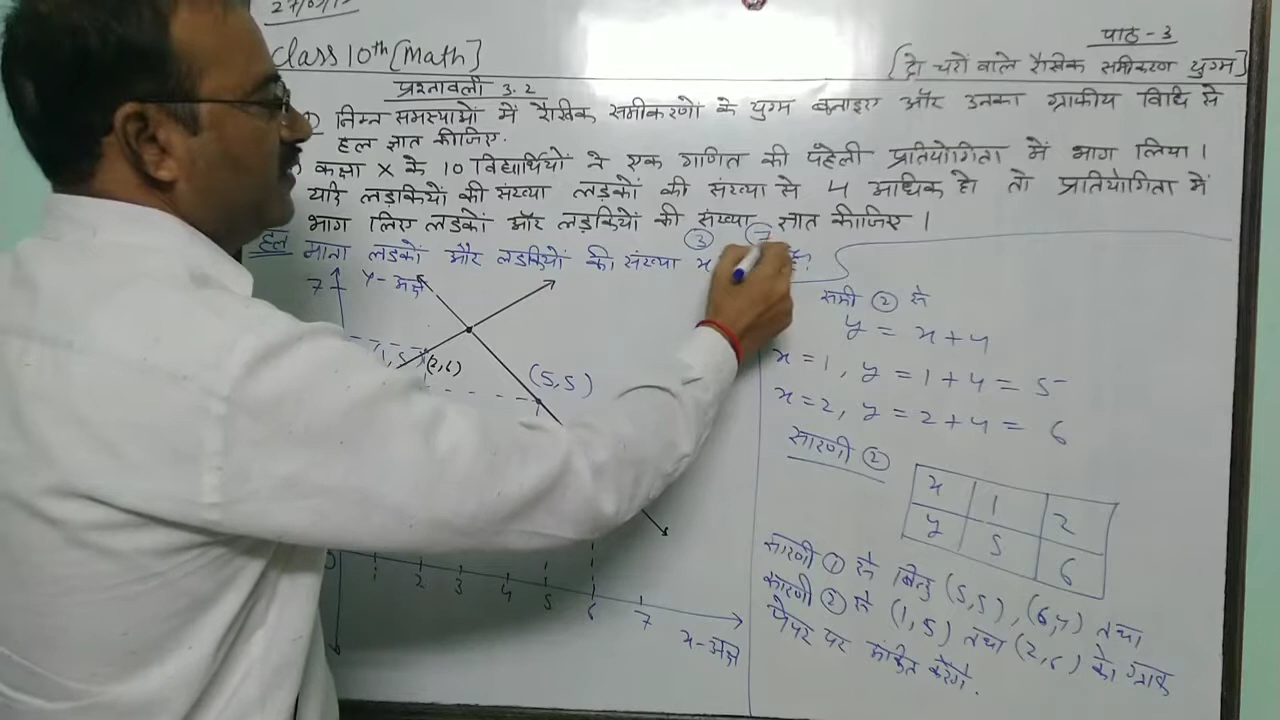 Class 10th [Math]
पाठ-3
[दो चरों वाले रैखिक समीकरण युग्म]
प्रश्नावली 3.2
निम्न समस्याओं में रैखिक समीकरणों के युग्म बनाइए और उनका ग्राफीय विधि से
हल ज्ञात कीजिए.
कक्षा X के 10 विद्यार्थियों ने एक गणित की पहेली प्रतियोगिता में भाग लिया।
यदि लड़कियों की संख्या लड़कों की संख्या से 4 अधिक हो तो प्रतियोगिता में
भाग लिए लड़कों और लड़कियों की संख्या ज्ञात कीजिए।
③ ⑦
हल माना लड़कों और लड़कियों की संख्या x
7 y-अक्ष
(2,6)
(5,5)
0 1 2 3 4 5 6 7
x-अक्ष
समी ② से
y = x+4
x=1, y = 1+4 = 5
x=2, y = 2+4 = 6
सारणी ②
x 1 2
y 5 6
सारणी ① से बिन्दु (5,5), (6,4) तथा
सारणी ② से (1,5) तथा (2,6) को ग्राफ
पेपर पर अंकित करेंगे.